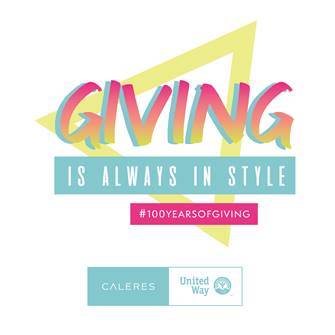 GIVING
IS ALWAYS IN STYLE
#100YEARSOFGIVING
CALERES
United
Way